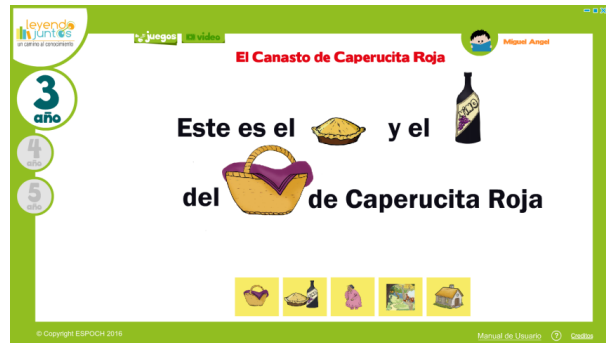 leyendo
juntos
un camino al conocimiento
juegos
video
El Canasto de Caperucita Roja
Miguel Angel
3
año
4
año
5
año
Este es el y el
del de Caperucita Roja
© Copyright ESPOCH 2016
Manual de Usuario ? Creditos